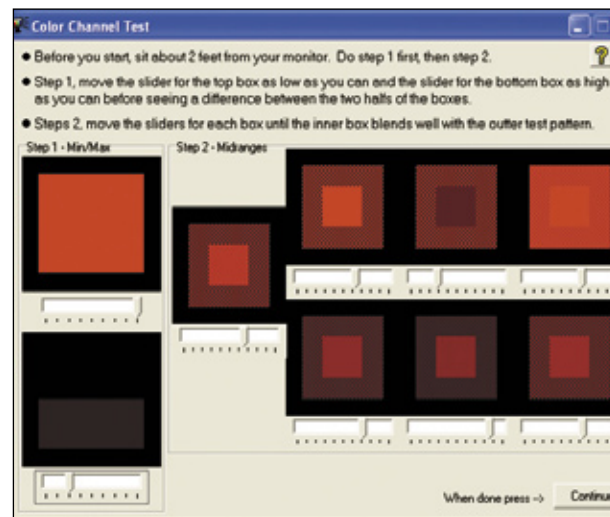 Color Channel Test
● Before you start, sit about 2 feet from your monitor. Do step 1 first, then step 2.
?
● Step 1, move the slider for the top box as low as you can and the slider for the bottom box as high
as you can before seeing a difference between the two halfs of the boxes.
● Steps 2, move the sliders for each box until the inner box blends well with the outter test pattern.
Step 1 - Min/Max
Step 2 - Midranges
When done press -> Continue